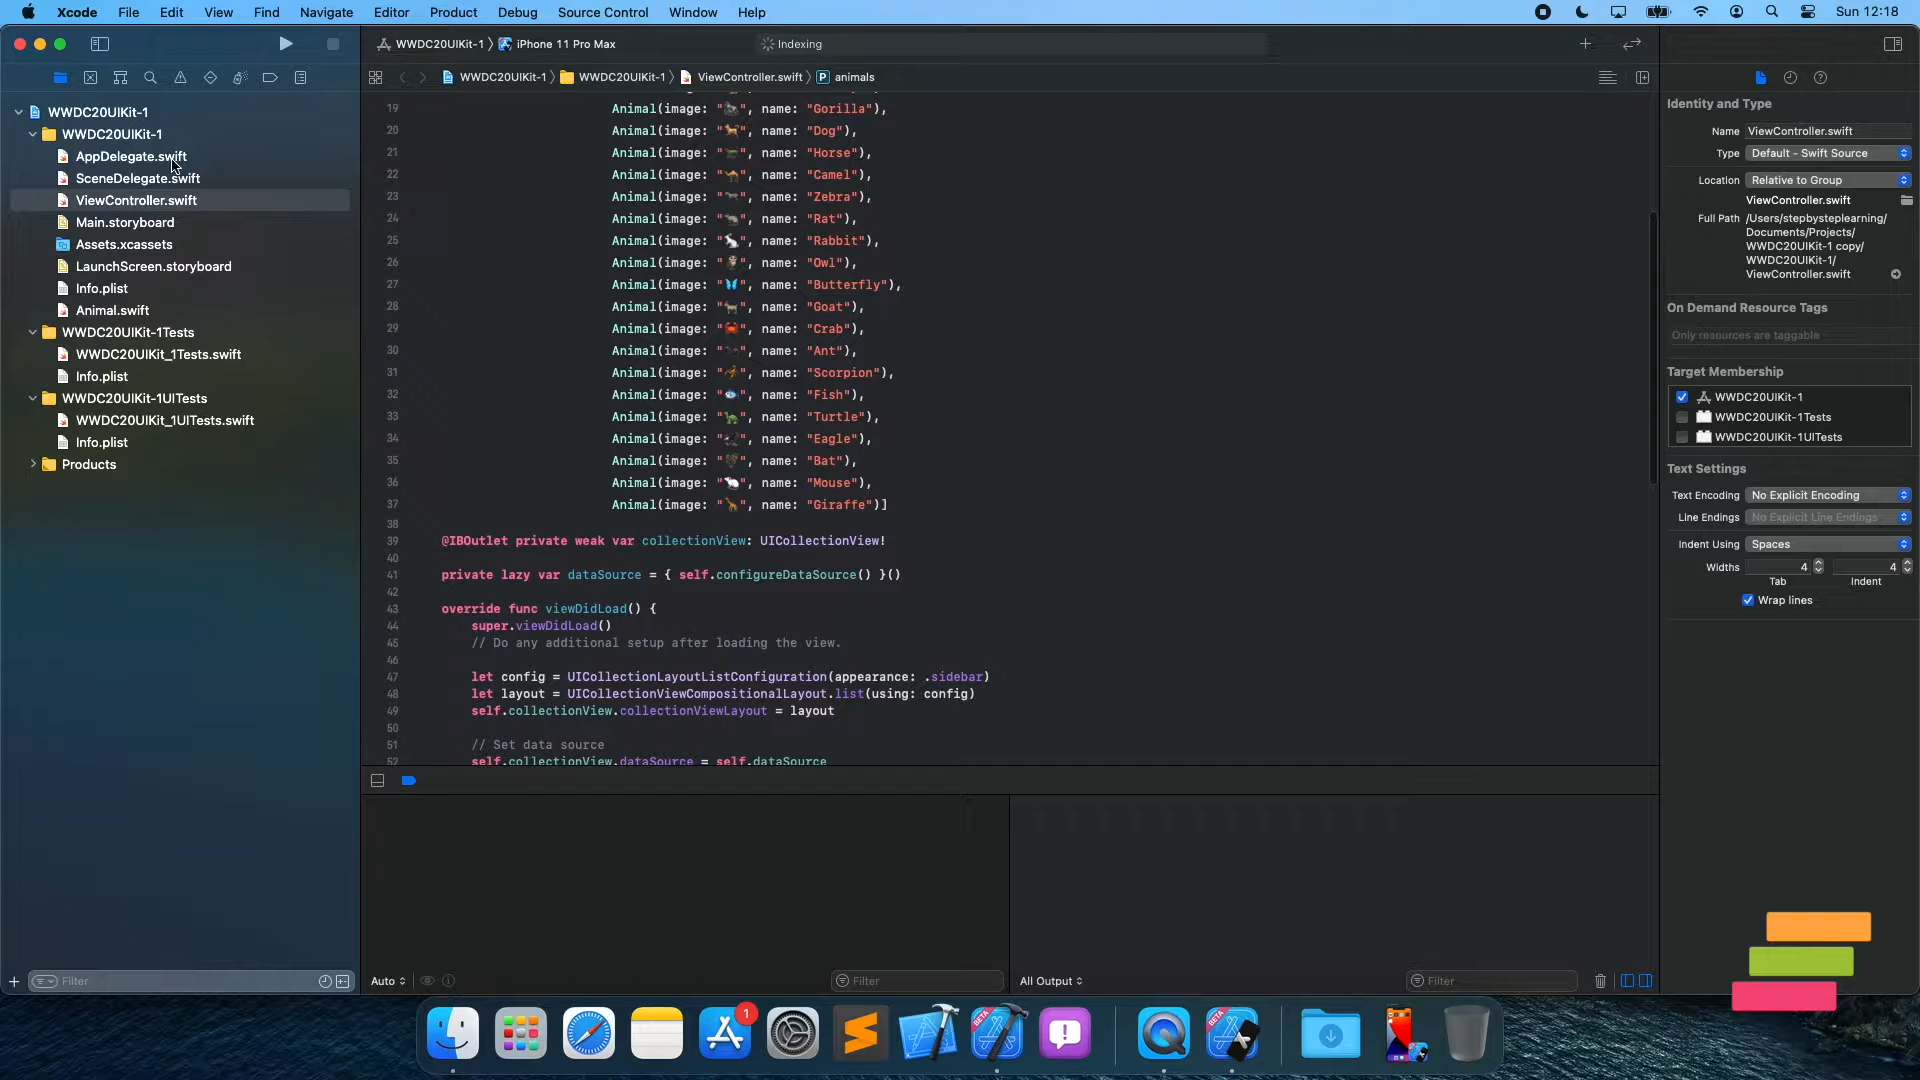 Xcode File Edit View Find Navigate Editor Product Debug Source Control Window Help Sun 12:18
WWDC20UIKit-1 iPhone 11 Pro Max Indexing
WWDC20UIKit-1 WWDC20UIKit-1 ViewController.swift P animals
WWDC20UIKit-1
WWDC20UIKit-1
AppDelegate.swift
SceneDelegate.swift
ViewController.swift
Main.storyboard
Assets.xcassets
LaunchScreen.storyboard
Info.plist
Animal.swift
WWDC20UIKit-1Tests
WWDC20UIKit_1Tests.swift
Info.plist
WWDC20UIKit-1UITests
WWDC20UIKit_1UITests.swift
Info.plist
Products
Filter
19 Animal(image: "🦍", name: "Gorilla"),
20 Animal(image: "🐕", name: "Dog"),
21 Animal(image: "🐎", name: "Horse"),
22 Animal(image: "🐪", name: "Camel"),
23 Animal(image: "🦓", name: "Zebra"),
24 Animal(image: "🐀", name: "Rat"),
25 Animal(image: "🐇", name: "Rabbit"),
26 Animal(image: "🦉", name: "Owl"),
27 Animal(image: "🦋", name: "Butterfly"),
28 Animal(image: "🐐", name: "Goat"),
29 Animal(image: "🦀", name: "Crab"),
30 Animal(image: "🐜", name: "Ant"),
31 Animal(image: "🦂", name: "Scorpion"),
32 Animal(image: "🐟", name: "Fish"),
33 Animal(image: "🐢", name: "Turtle"),
34 Animal(image: "🦅", name: "Eagle"),
35 Animal(image: "🦇", name: "Bat"),
36 Animal(image: "🐁", name: "Mouse"),
37 Animal(image: "🦒", name: "Giraffe")]
38
39 @IBOutlet private weak var collectionView: UICollectionView!
40
41 private lazy var dataSource = { self.configureDataSource() }()
42
43 override func viewDidLoad() {
44 super.viewDidLoad()
45 // Do any additional setup after loading the view.
46
47 let config = UICollectionLayoutListConfiguration(appearance: .sidebar)
48 let layout = UICollectionViewCompositionalLayout.list(using: config)
49 self.collectionView.collectionViewLayout = layout
50
51 // Set data source
52 self.collectionView.dataSource = self.dataSource
Auto Filter All Output Filter
Identity and Type
Name ViewController.swift
Type Default - Swift Source
Location Relative to Group
ViewController.swift
Full Path /Users/stepbysteplearning/
Documents/Projects/
WWDC20UIKit-1 copy/
WWDC20UIKit-1/
ViewController.swift
On Demand Resource Tags
Only resources are taggable
Target Membership
WWDC20UIKit-1
WWDC20UIKit-1Tests
WWDC20UIKit-1UITests
Text Settings
Text Encoding No Explicit Encoding
Line Endings No Explicit Line Endings
Indent Using Spaces
Widths 4 4
Tab Indent
Wrap lines
1
BETA BETA